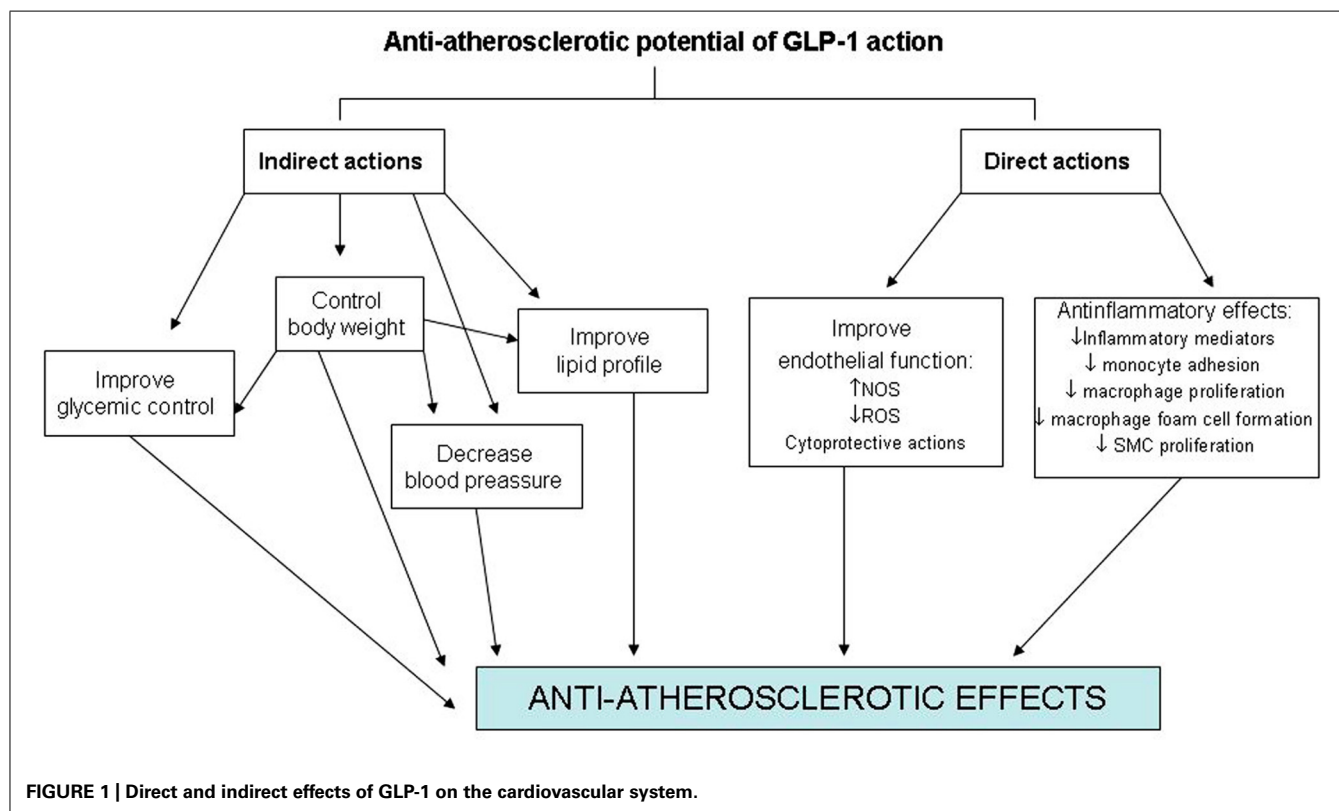 Anti-atherosclerotic potential of GLP-1 action
Indirect actions
Direct actions
Control
body weight
Improve
lipid profile
Improve
glycemic control
Decrease
blood preassure
Improve
endothelial function:
↑NOS
↓ROS
Cytoprotective actions
Antinflammatory effects:
↓Inflammatory mediators
↓ monocyte adhesion
↓ macrophage proliferation
↓ macrophage foam cell formation
↓ SMC proliferation
ANTI-ATHEROSCLEROTIC EFFECTS
FIGURE 1 | Direct and indirect effects of GLP-1 on the cardiovascular system.